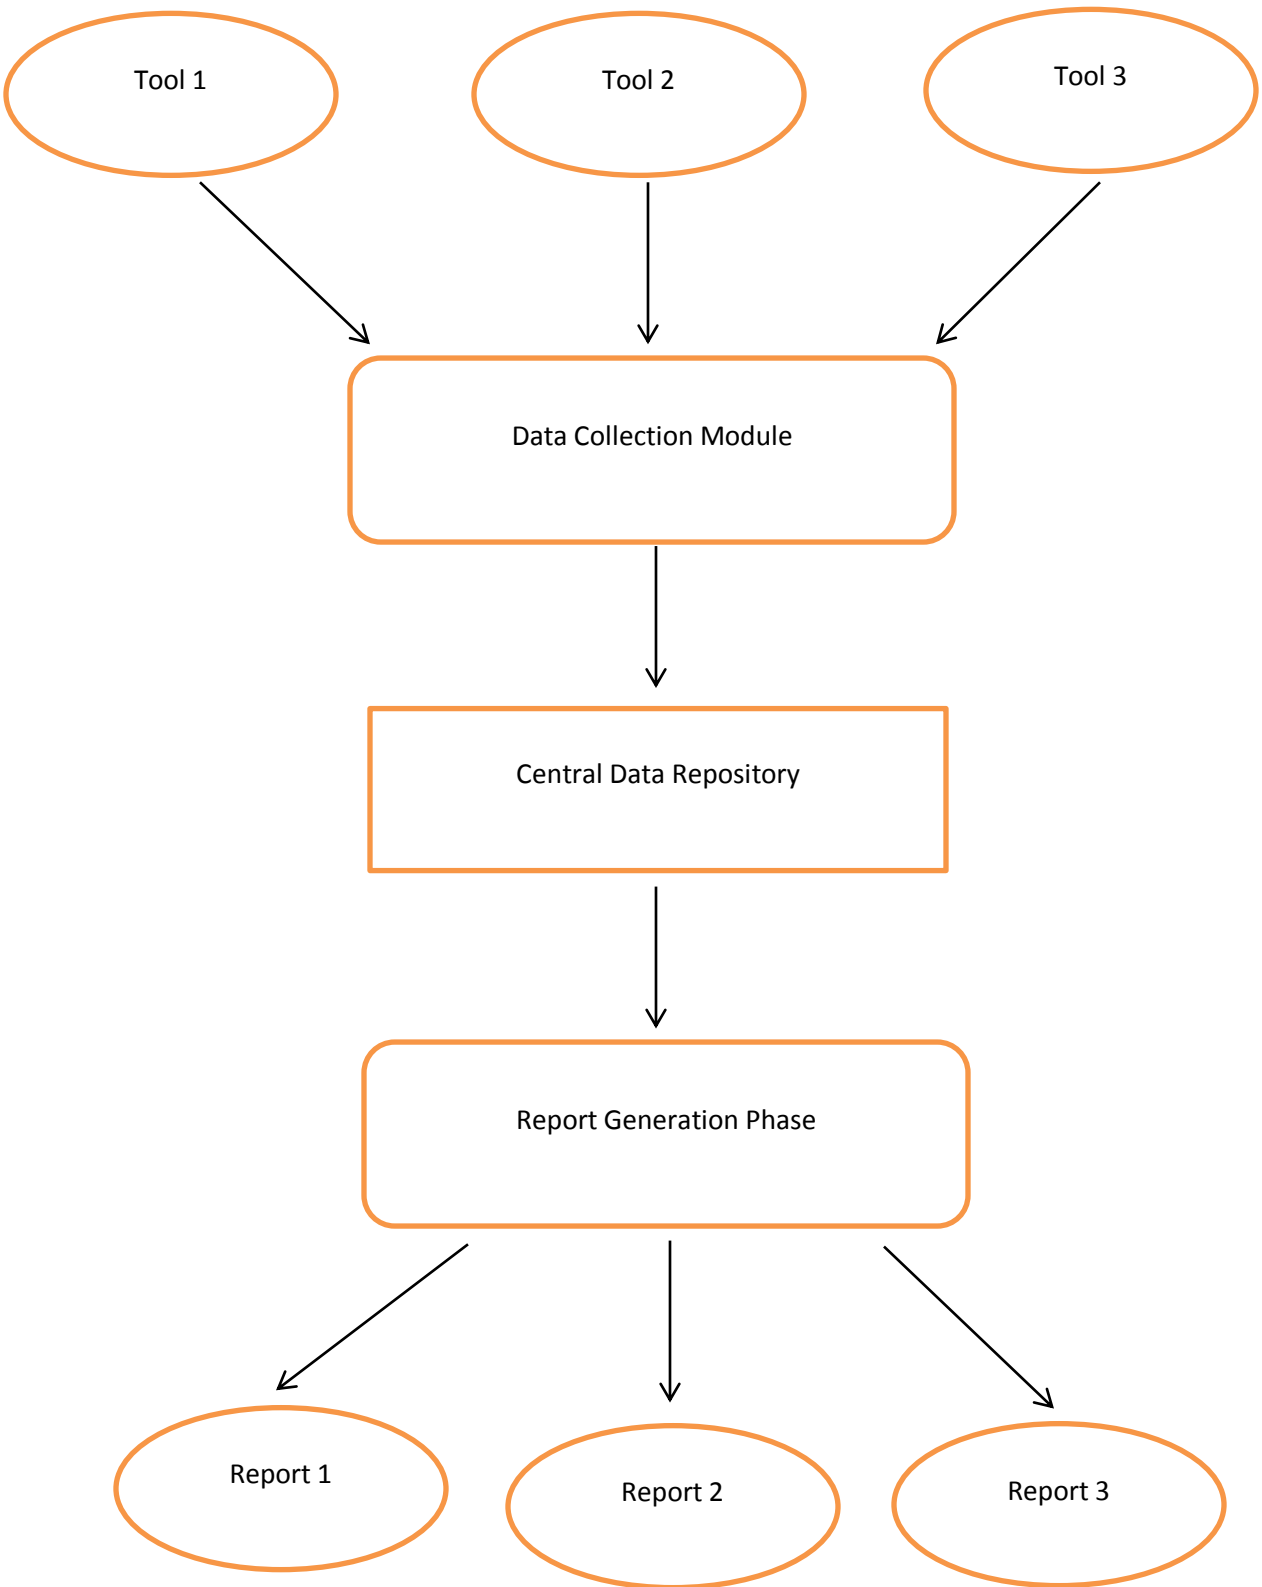 Tool 1
Tool 2
Tool 3
Data Collection Module
Central Data Repository
Report Generation Phase
Report 1
Report 2
Report 3